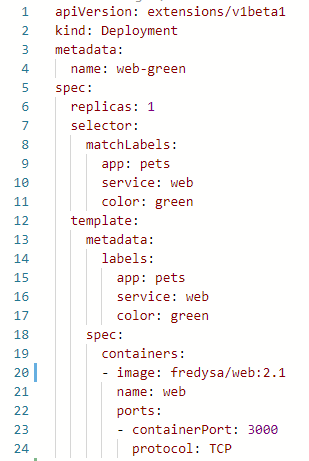 1 apiVersion: extensions/v1beta1
2 kind: Deployment
3 metadata:
4   name: web-green
5 spec:
6   replicas: 1
7   selector:
8     matchLabels:
9       app: pets
10       service: web
11       color: green
12   template:
13     metadata:
14       labels:
15         app: pets
16         service: web
17         color: green
18     spec:
19       containers:
20       - image: fredysa/web:2.1
21         name: web
22         ports:
23         - containerPort: 3000
24           protocol: TCP